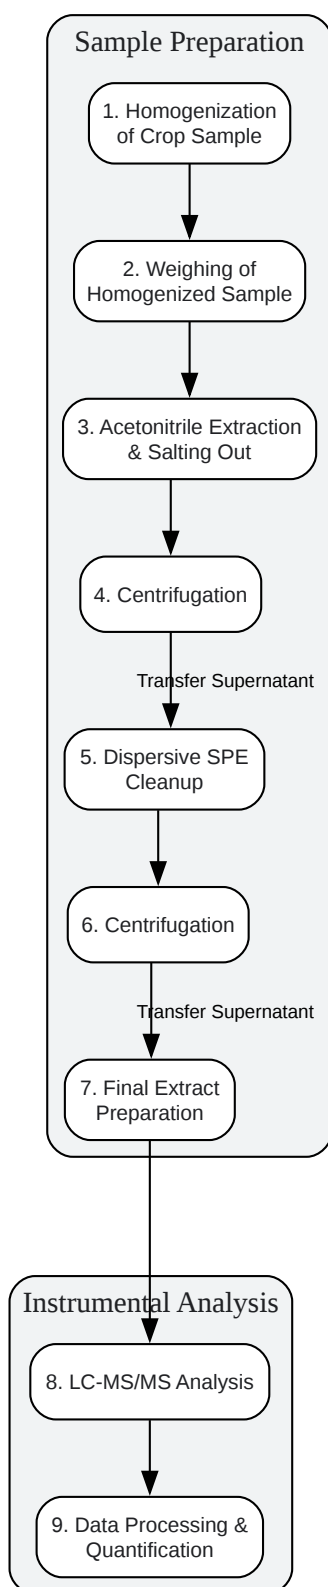 Sample Preparation
1. Homogenization
of Crop Sample
2. Weighing of
Homogenized Sample
3. Acetonitrile Extraction
& Salting Out
4. Centrifugation
Transfer Supernatant
5. Dispersive SPE
Cleanup
6. Centrifugation
Transfer Supernatant
7. Final Extract
Preparation
Instrumental Analysis
8. LC-MS/MS Analysis
9. Data Processing &
Quantification